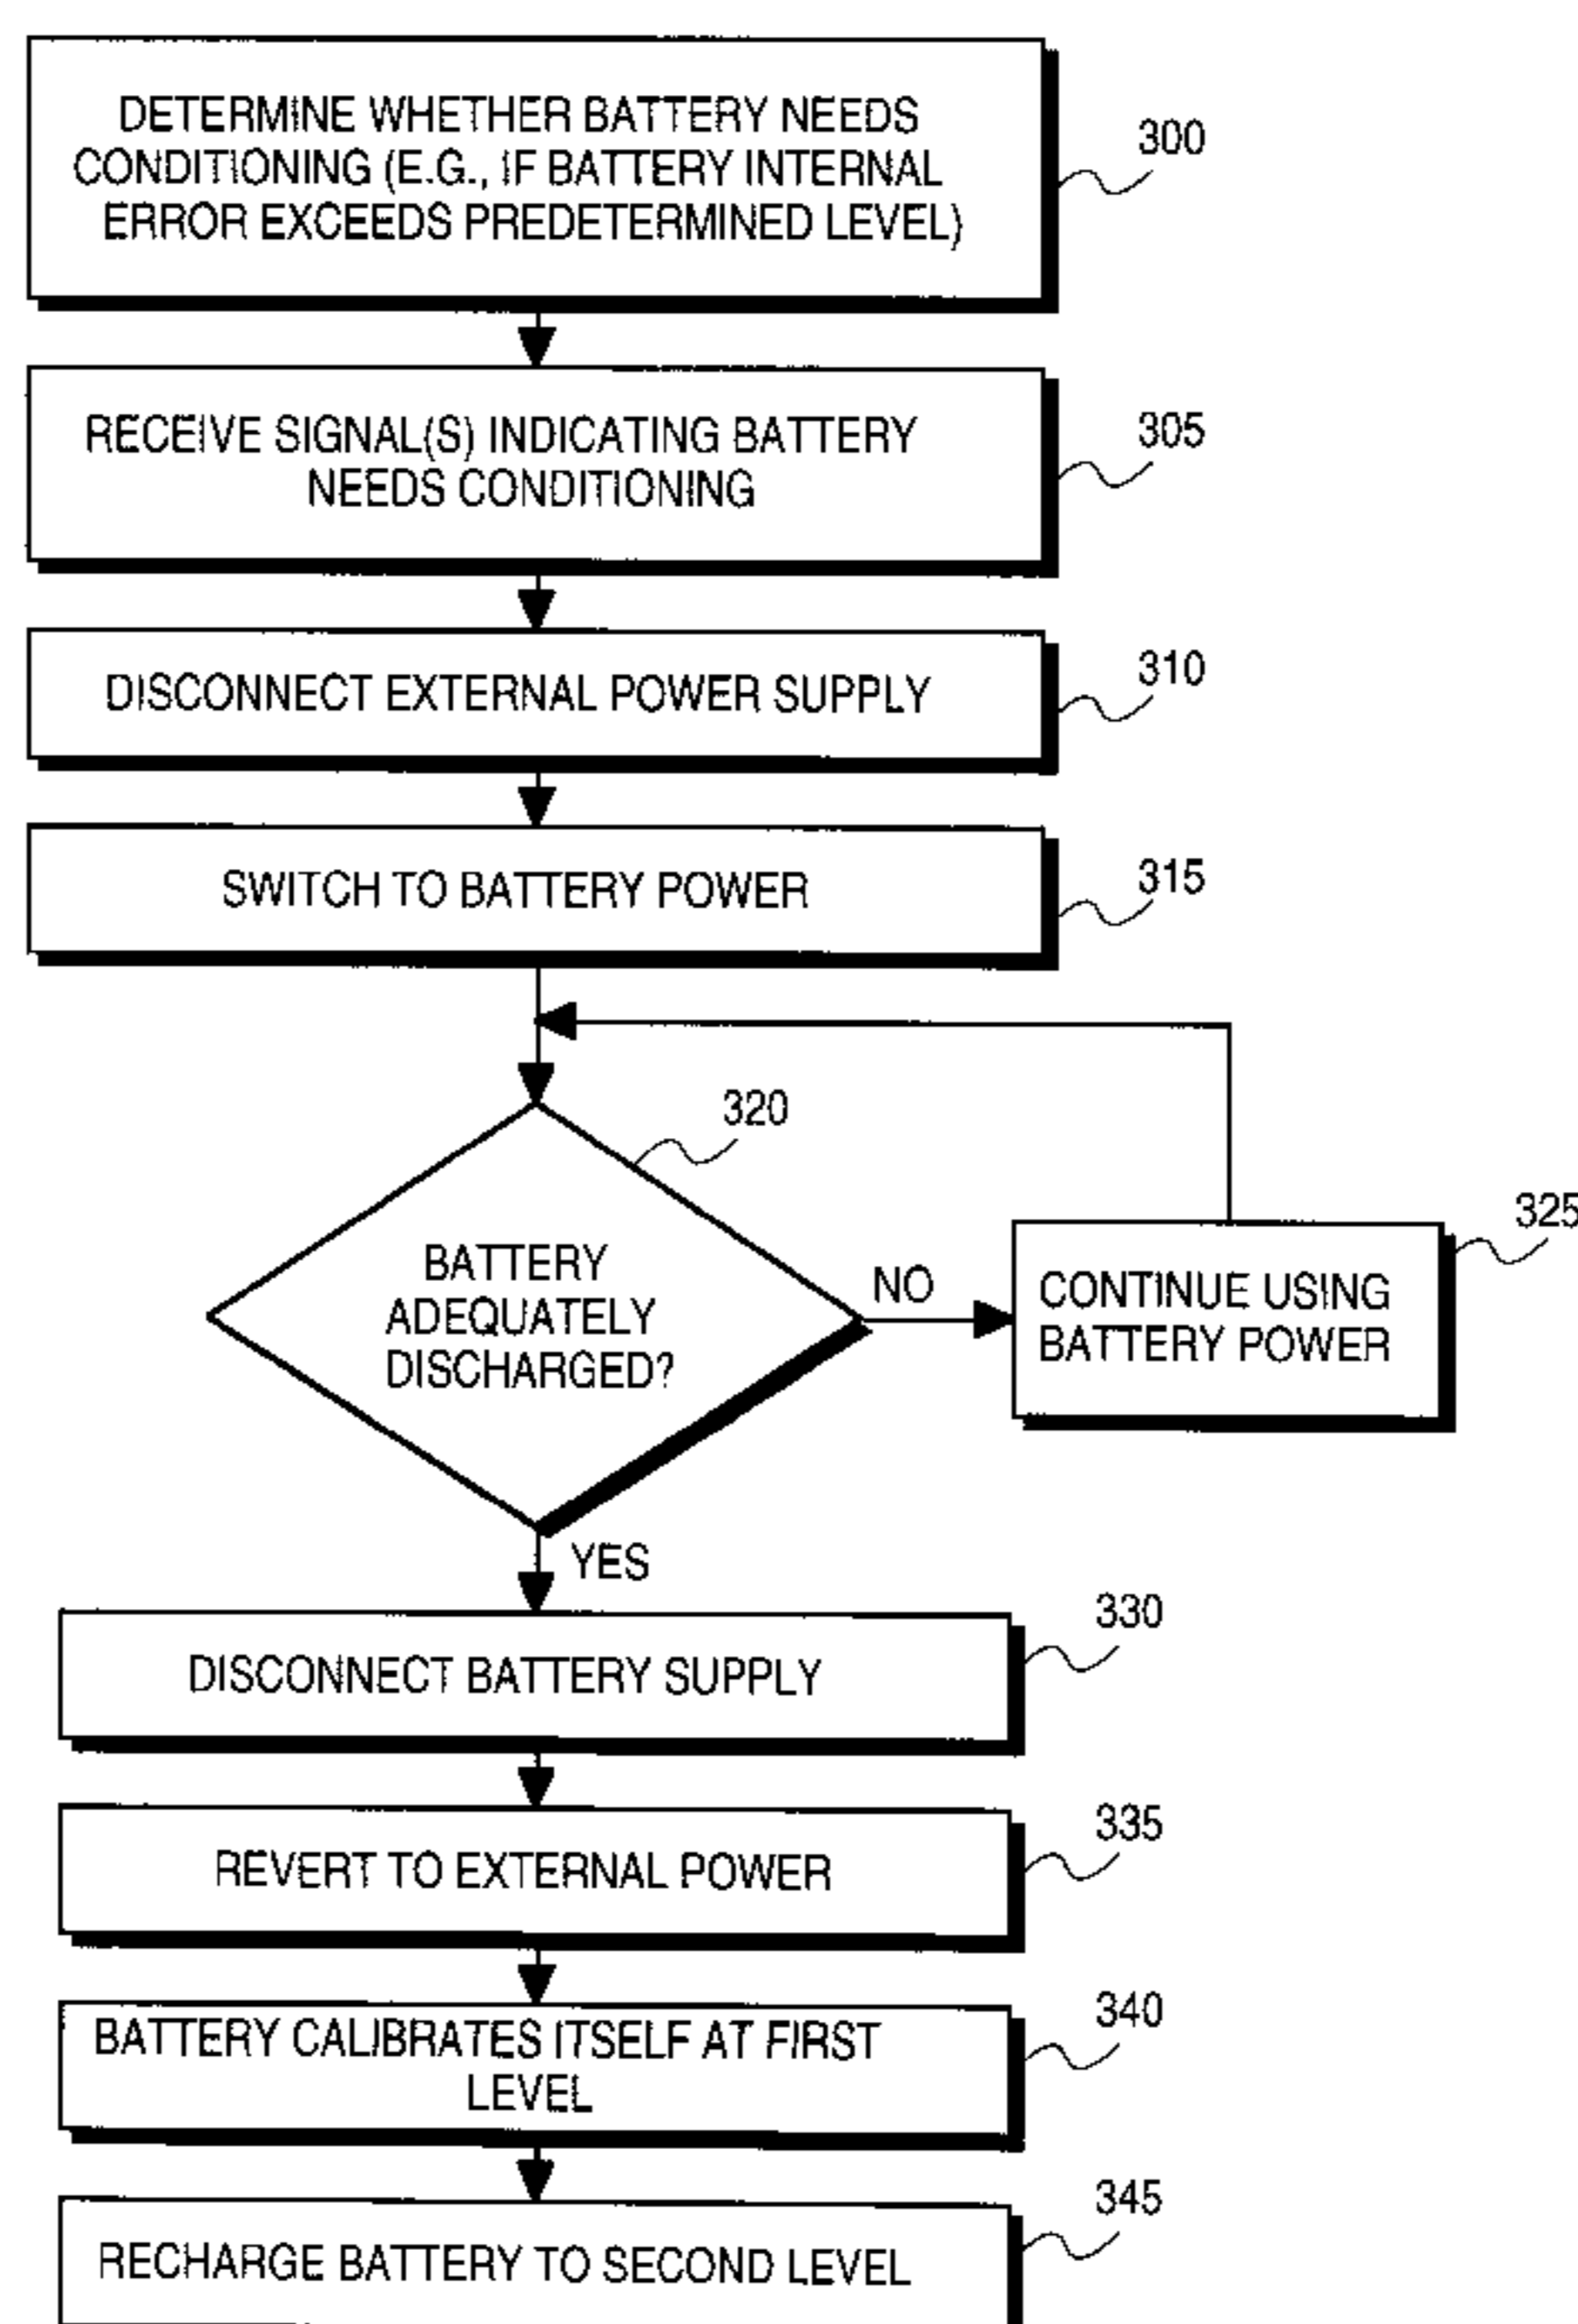 DETERMINE WHETHER BATTERY NEEDS
CONDITIONING (E.G., IF BATTERY INTERNAL
ERROR EXCEEDS PREDETERMINED LEVEL)
300
RECEIVE SIGNAL(S) INDICATING BATTERY
NEEDS CONDITIONING
305
DISCONNECT EXTERNAL POWER SUPPLY
310
SWITCH TO BATTERY POWER
315
320
BATTERY
ADEQUATELY
DISCHARGED?
NO
CONTINUE USING
BATTERY POWER
325
YES
DISCONNECT BATTERY SUPPLY
330
REVERT TO EXTERNAL POWER
335
BATTERY CALIBRATES ITSELF AT FIRST
LEVEL
340
RECHARGE BATTERY TO SECOND LEVEL
345